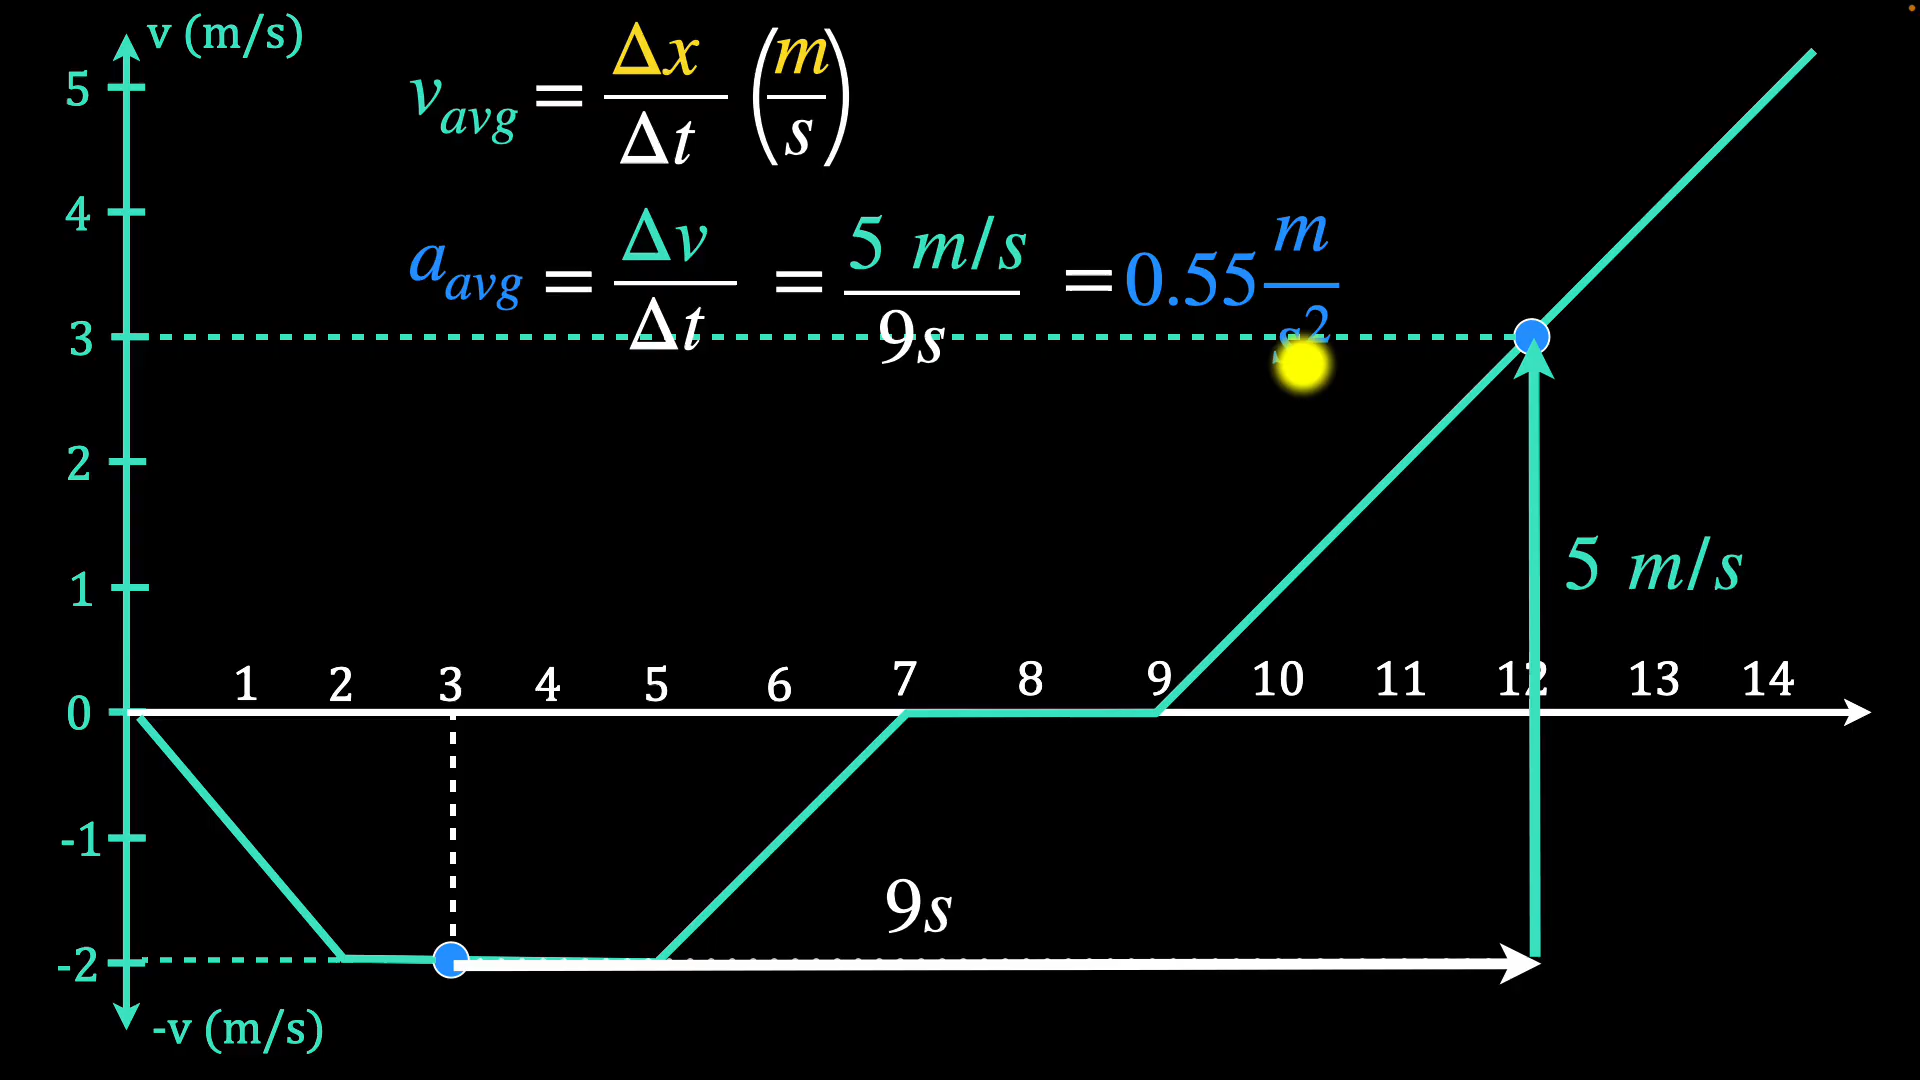 v (m/s)
v_avg = Δx/Δt (m/s)
a_avg = Δv/Δt = 5 m/s / 9s = 0.55 m/s²
5
4
3
2
1
0
-1
-2
1 2 3 4 5 6 7 8 9 10 11 12 13 14
5 m/s
9s
-v (m/s)